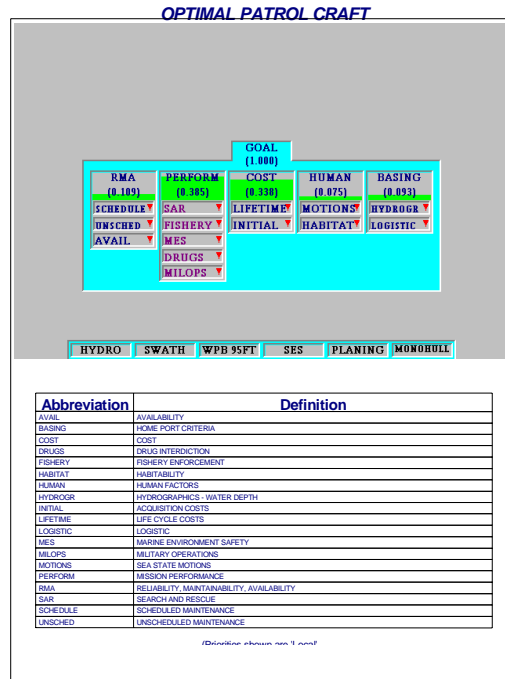 OPTIMAL PATROL CRAFT
GOAL
(1.000)
RMA PERFORM COST HUMAN BASING
(0.109) (0.385) (0.338) (0.075) (0.093)
SCHEDULE SAR LIFETIME MOTIONS HYDROGR
UNSCHED FISHERY INITIAL HABITAT LOGISTIC
AVAIL MES
DRUGS
MILOPS
HYDRO SWATH WPB 95FT SES PLANING MONOHULL
Abbreviation Definition
AVAIL AVAILABILITY
BASING HOME PORT CRITERIA
COST COST
DRUGS DRUG INTERDICTION
FISHERY FISHERY ENFORCEMENT
HABITAT HABITABILITY
HUMAN HUMAN FACTORS
HYDROGR HYDROGRAPHICS - WATER DEPTH
INITIAL ACQUISITION COSTS
LIFETIME LIFE CYCLE COSTS
LOGISTIC LOGISTIC
MES MARINE ENVIRONMENT SAFETY
MILOPS MILITARY OPERATIONS
MOTIONS SEA STATE MOTIONS
PERFORM MISSION PERFORMANCE
RMA RELIABILITY, MAINTAINABILITY, AVAILABILITY
SAR SEARCH AND RESCUE
SCHEDULE SCHEDULED MAINTENANCE
UNSCHED UNSCHEDULED MAINTENANCE
(Priorities shown are 'Local'